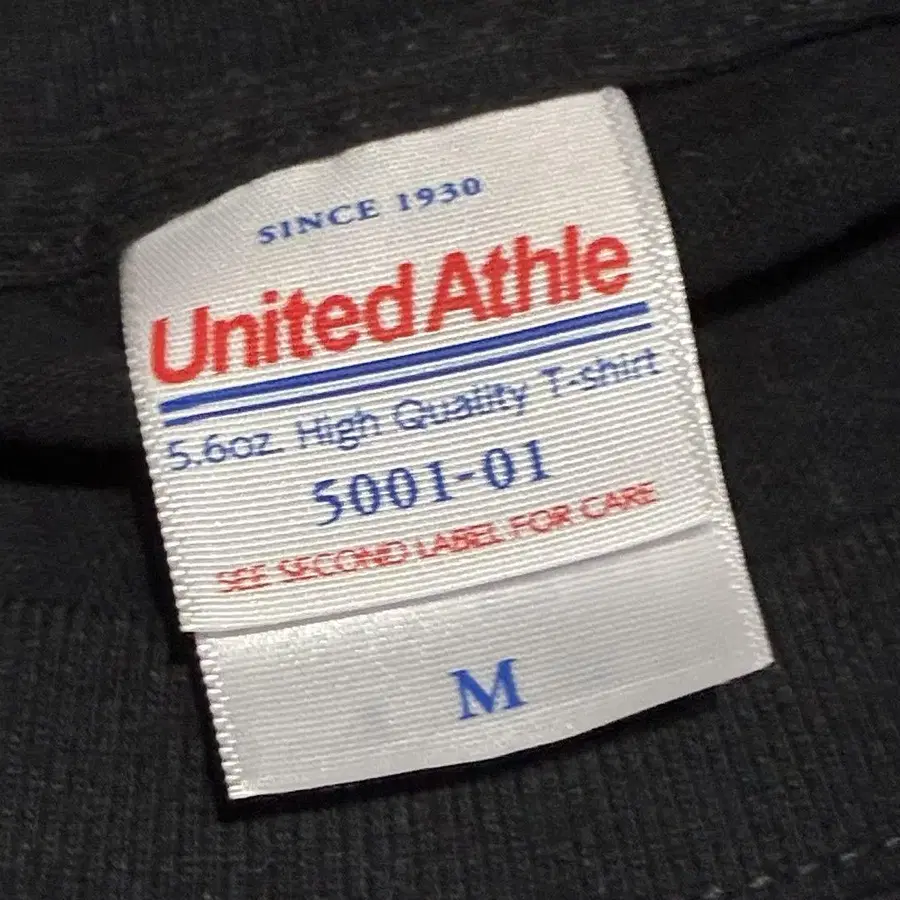 SINCE 1930
United Athle
5.6oz High Quality T-shirt
5001-01
SEE SECOND LABEL FOR CARE
M